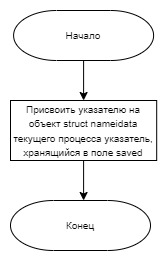 Начало
Присвоить указателю на
объект struct nameidata
текущего процесса указатель,
хранящийся в поле saved
Конец